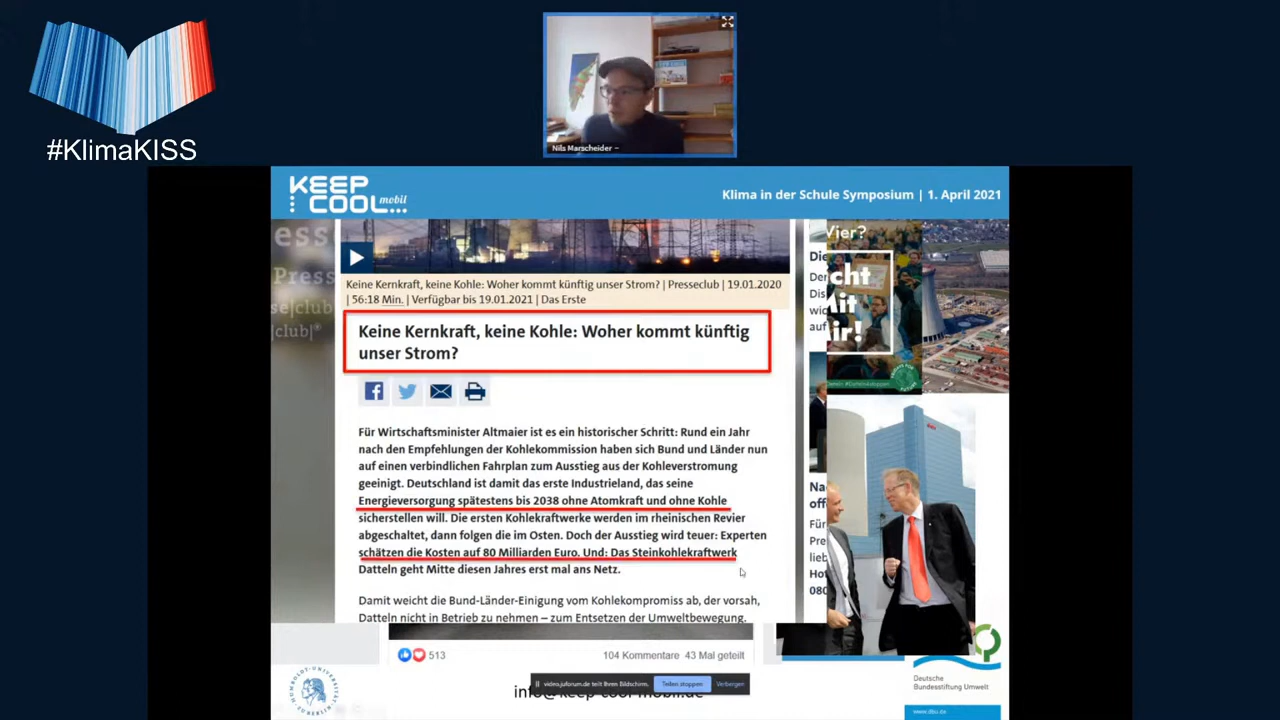 #KlimaKISS
Nils Marscheider
KEEP
COOL mobil
Klima in der Schule Symposium | 1. April 2021
Keine Kernkraft, keine Kohle: Woher kommt künftig unser Strom? | Presseclub | 19.01.2020
| 56:18 Min. | Verfügbar bis 19.01.2021 | Das Erste
Keine Kernkraft, keine Kohle: Woher kommt künftig
unser Strom?
Für Wirtschaftsminister Altmaier ist es ein historischer Schritt: Rund ein Jahr
nach den Empfehlungen der Kohlekommission haben sich Bund und Länder nun
auf einen verbindlichen Fahrplan zum Ausstieg aus der Kohleverstromung
geeinigt. Deutschland ist damit das erste Industrieland, das seine
Energieversorgung spätestens bis 2038 ohne Atomkraft und ohne Kohle
sicherstellen will. Die ersten Kohlekraftwerke werden im rheinischen Revier
abgeschaltet, dann folgen die im Osten. Doch der Ausstieg wird teuer: Experten
schätzen die Kosten auf 80 Milliarden Euro. Und: Das Steinkohlekraftwerk
Datteln geht Mitte diesen Jahres erst mal ans Netz.
Damit weicht die Bund-Länder-Einigung vom Kohlekompromiss ab, der vorsah,
Datteln nicht in Betrieb zu nehmen – zum Entsetzen der Umweltbewegung.
513
104 Kommentare 43 Mal geteilt
video.juforum.de teilt Ihren Bildschirm.
Teilen stoppen
Verbergen
Deutsche
Bundesstiftung Umwelt
www.dbu.de